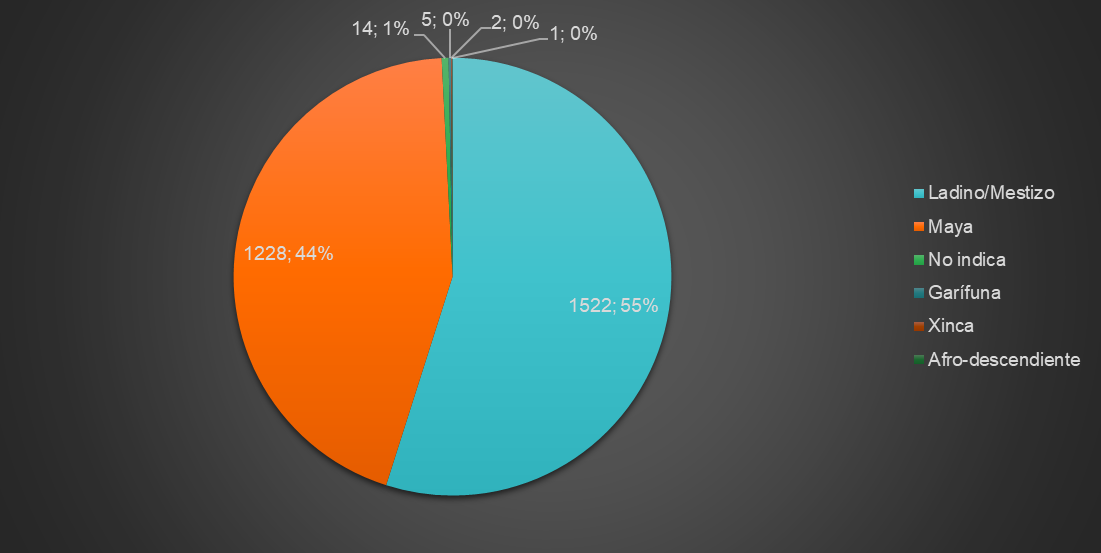 14; 1%
5; 0%
2; 0%
1; 0%
1228; 44%
1522; 55%
Ladino/Mestizo
Maya
No indica
Garífuna
Xinca
Afro-descendiente